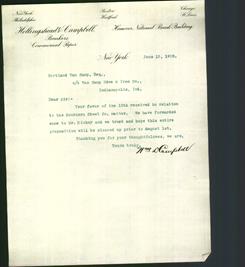 New York
Philadelphia
Boston
Hartford
Chicago
St. Louis
Hollingshead & Campbell,
Bankers
Commercial Paper
Hanover National Bank Building
New York
June 15, 1908.
Cortland Van Camp, Esq.,
c/o Van Camp Hdwe & Iron Co.,
Indianapolis, Ind.
Dear Sir:-
Your favor of the 13th received in relation to
the Southern Sheet Co. matter. We have forwarded
same to Mr. Dickey and we trust and hope this entire
proposition will be cleared up prior to August 1st.
Thanking you for your thoughtfulness, we are,
Yours truly,
Campbell